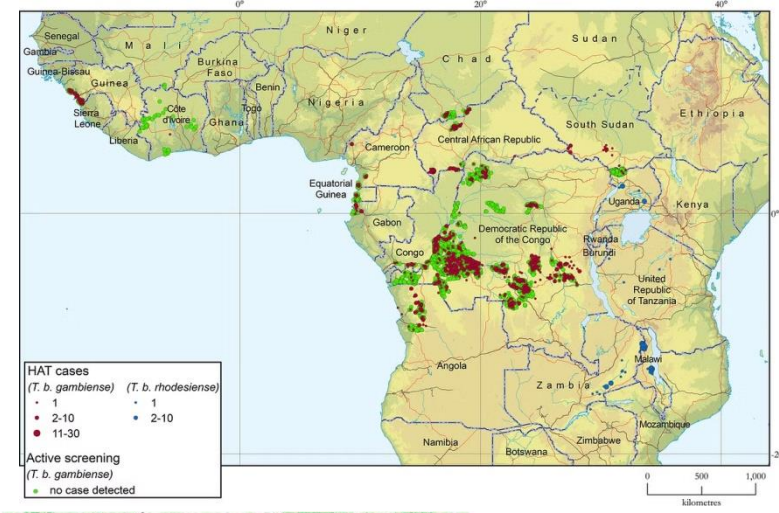 0°
20°
40°
Senegal
Mali
Niger
Sudan
Gambia
Burkina
Faso
Chad
Guinea-Bissau
Guinea
Benin
Nigeria
Ethiopia
Togo
Côte
d'ivoire
Ghana
Sierra
Leone
South Sudan
Liberia
Cameroon
Central African Republic
Equatorial
Guinea
Uganda
Kenya
0°
Gabon
Democratic Republic
of the Congo
Congo
Rwanda
Burundi
United
Republic
of Tanzania
Angola
Malawi
Zambia
Mozambique
Namibia
Zimbabwe
Botswana
-2
HAT cases
(T. b. gambiense) (T. b. rhodesiense)
1 1
2-10 2-10
11-30
Active screening
(T. b. gambiense)
no case detected
0 500 1,000
kilometres